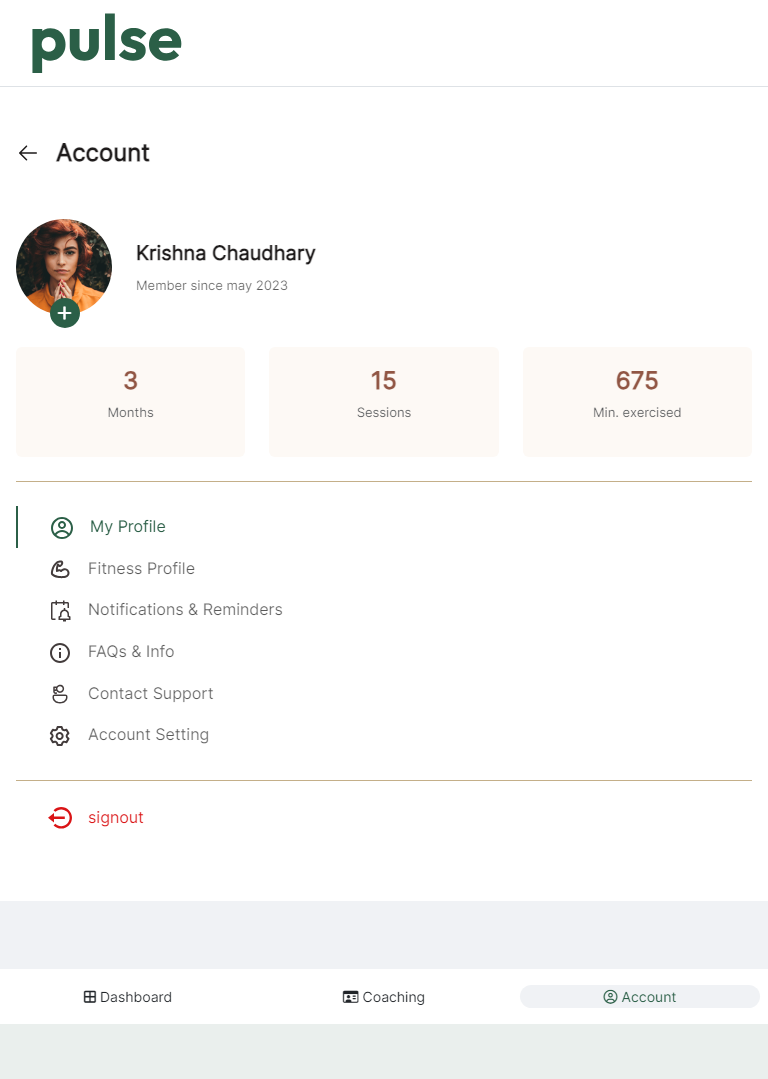 pulse
Account
Krishna Chaudhary
Member since may 2023
3
Months
15
Sessions
675
Min. exercised
My Profile
Fitness Profile
Notifications & Reminders
FAQs & Info
Contact Support
Account Setting
signout
Dashboard
Coaching
Account